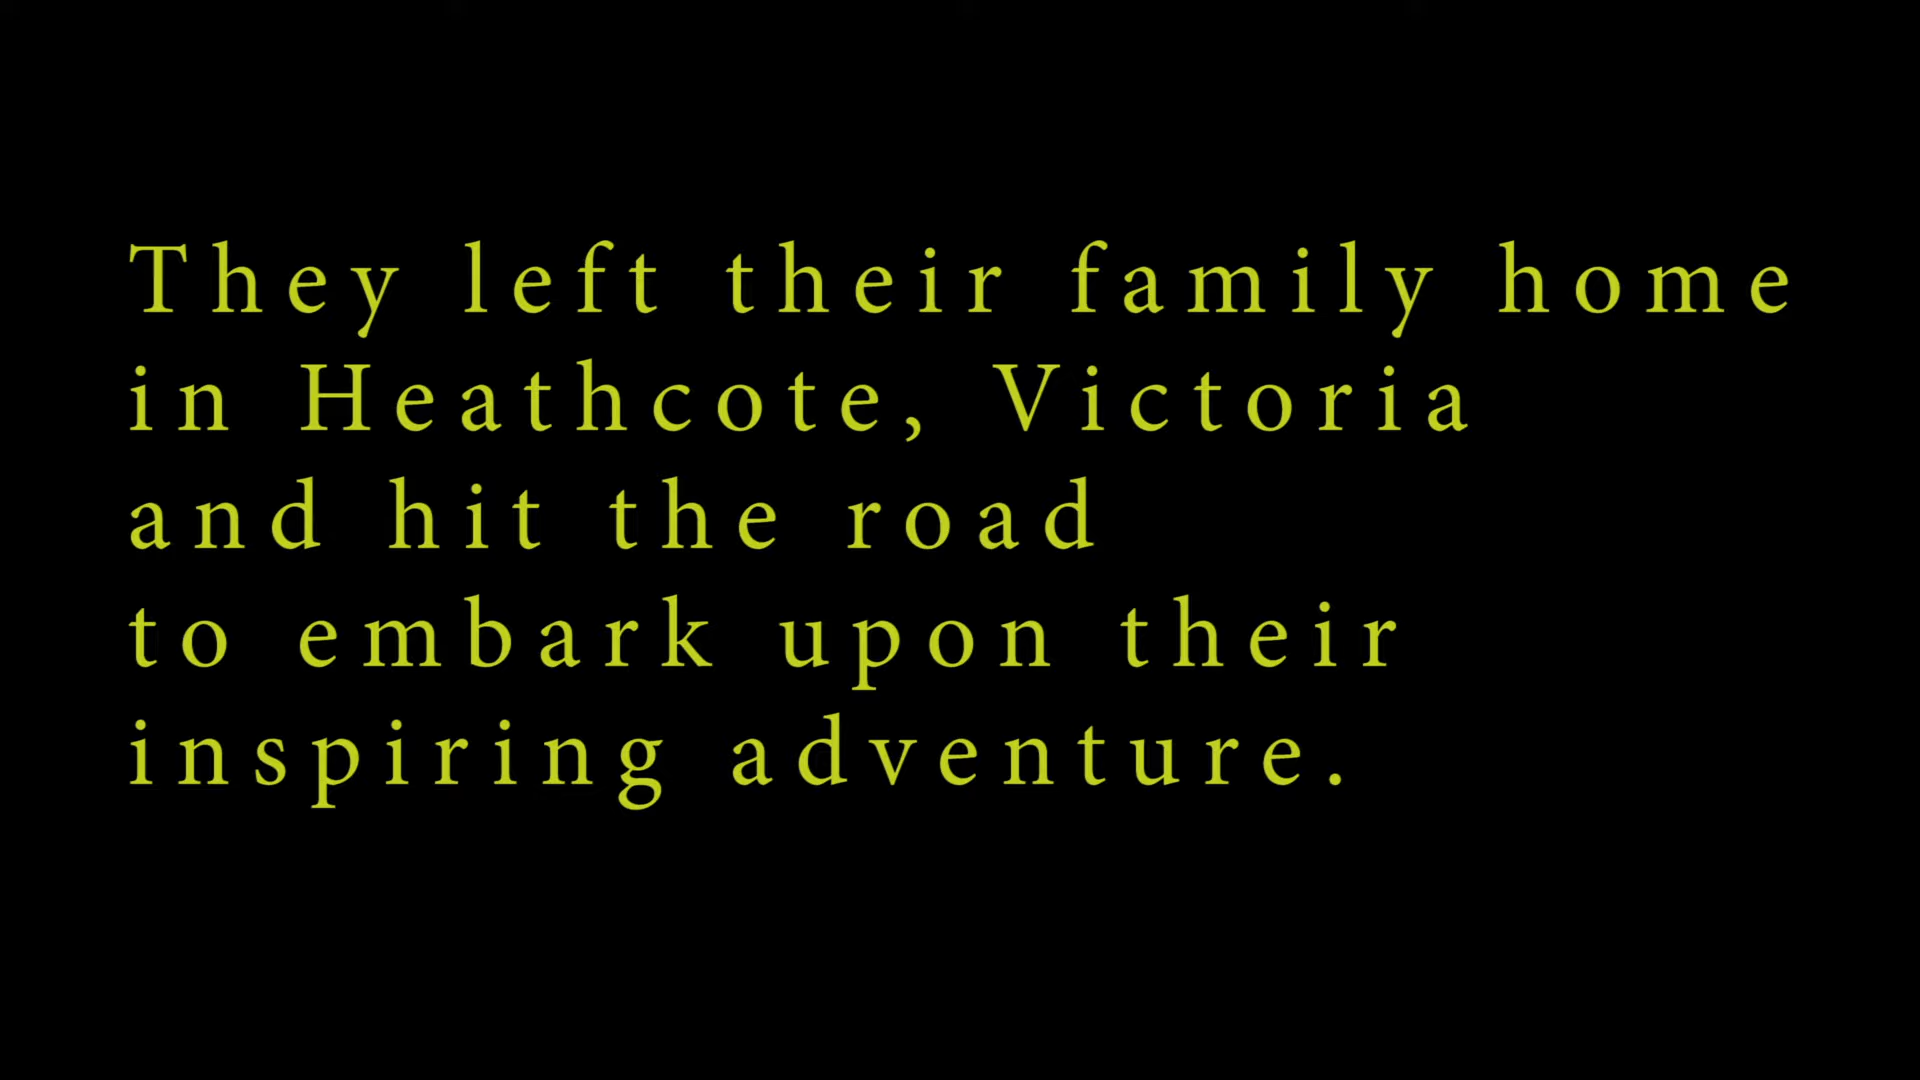 They left their family home
in Heathcote, Victoria
and hit the road
to embark upon their
inspiring adventure.